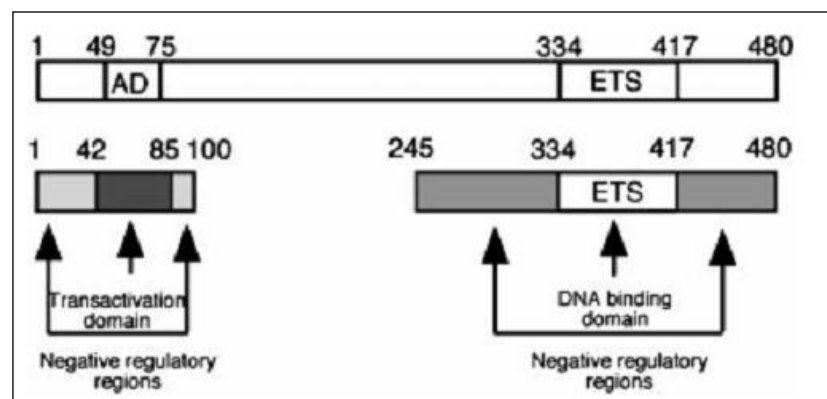 1 49 75 334 417 480
AD ETS
1 42 85 100 245 334 417 480
ETS
Transactivation domain
DNA binding domain
Negative regulatory regions
Negative regulatory regions